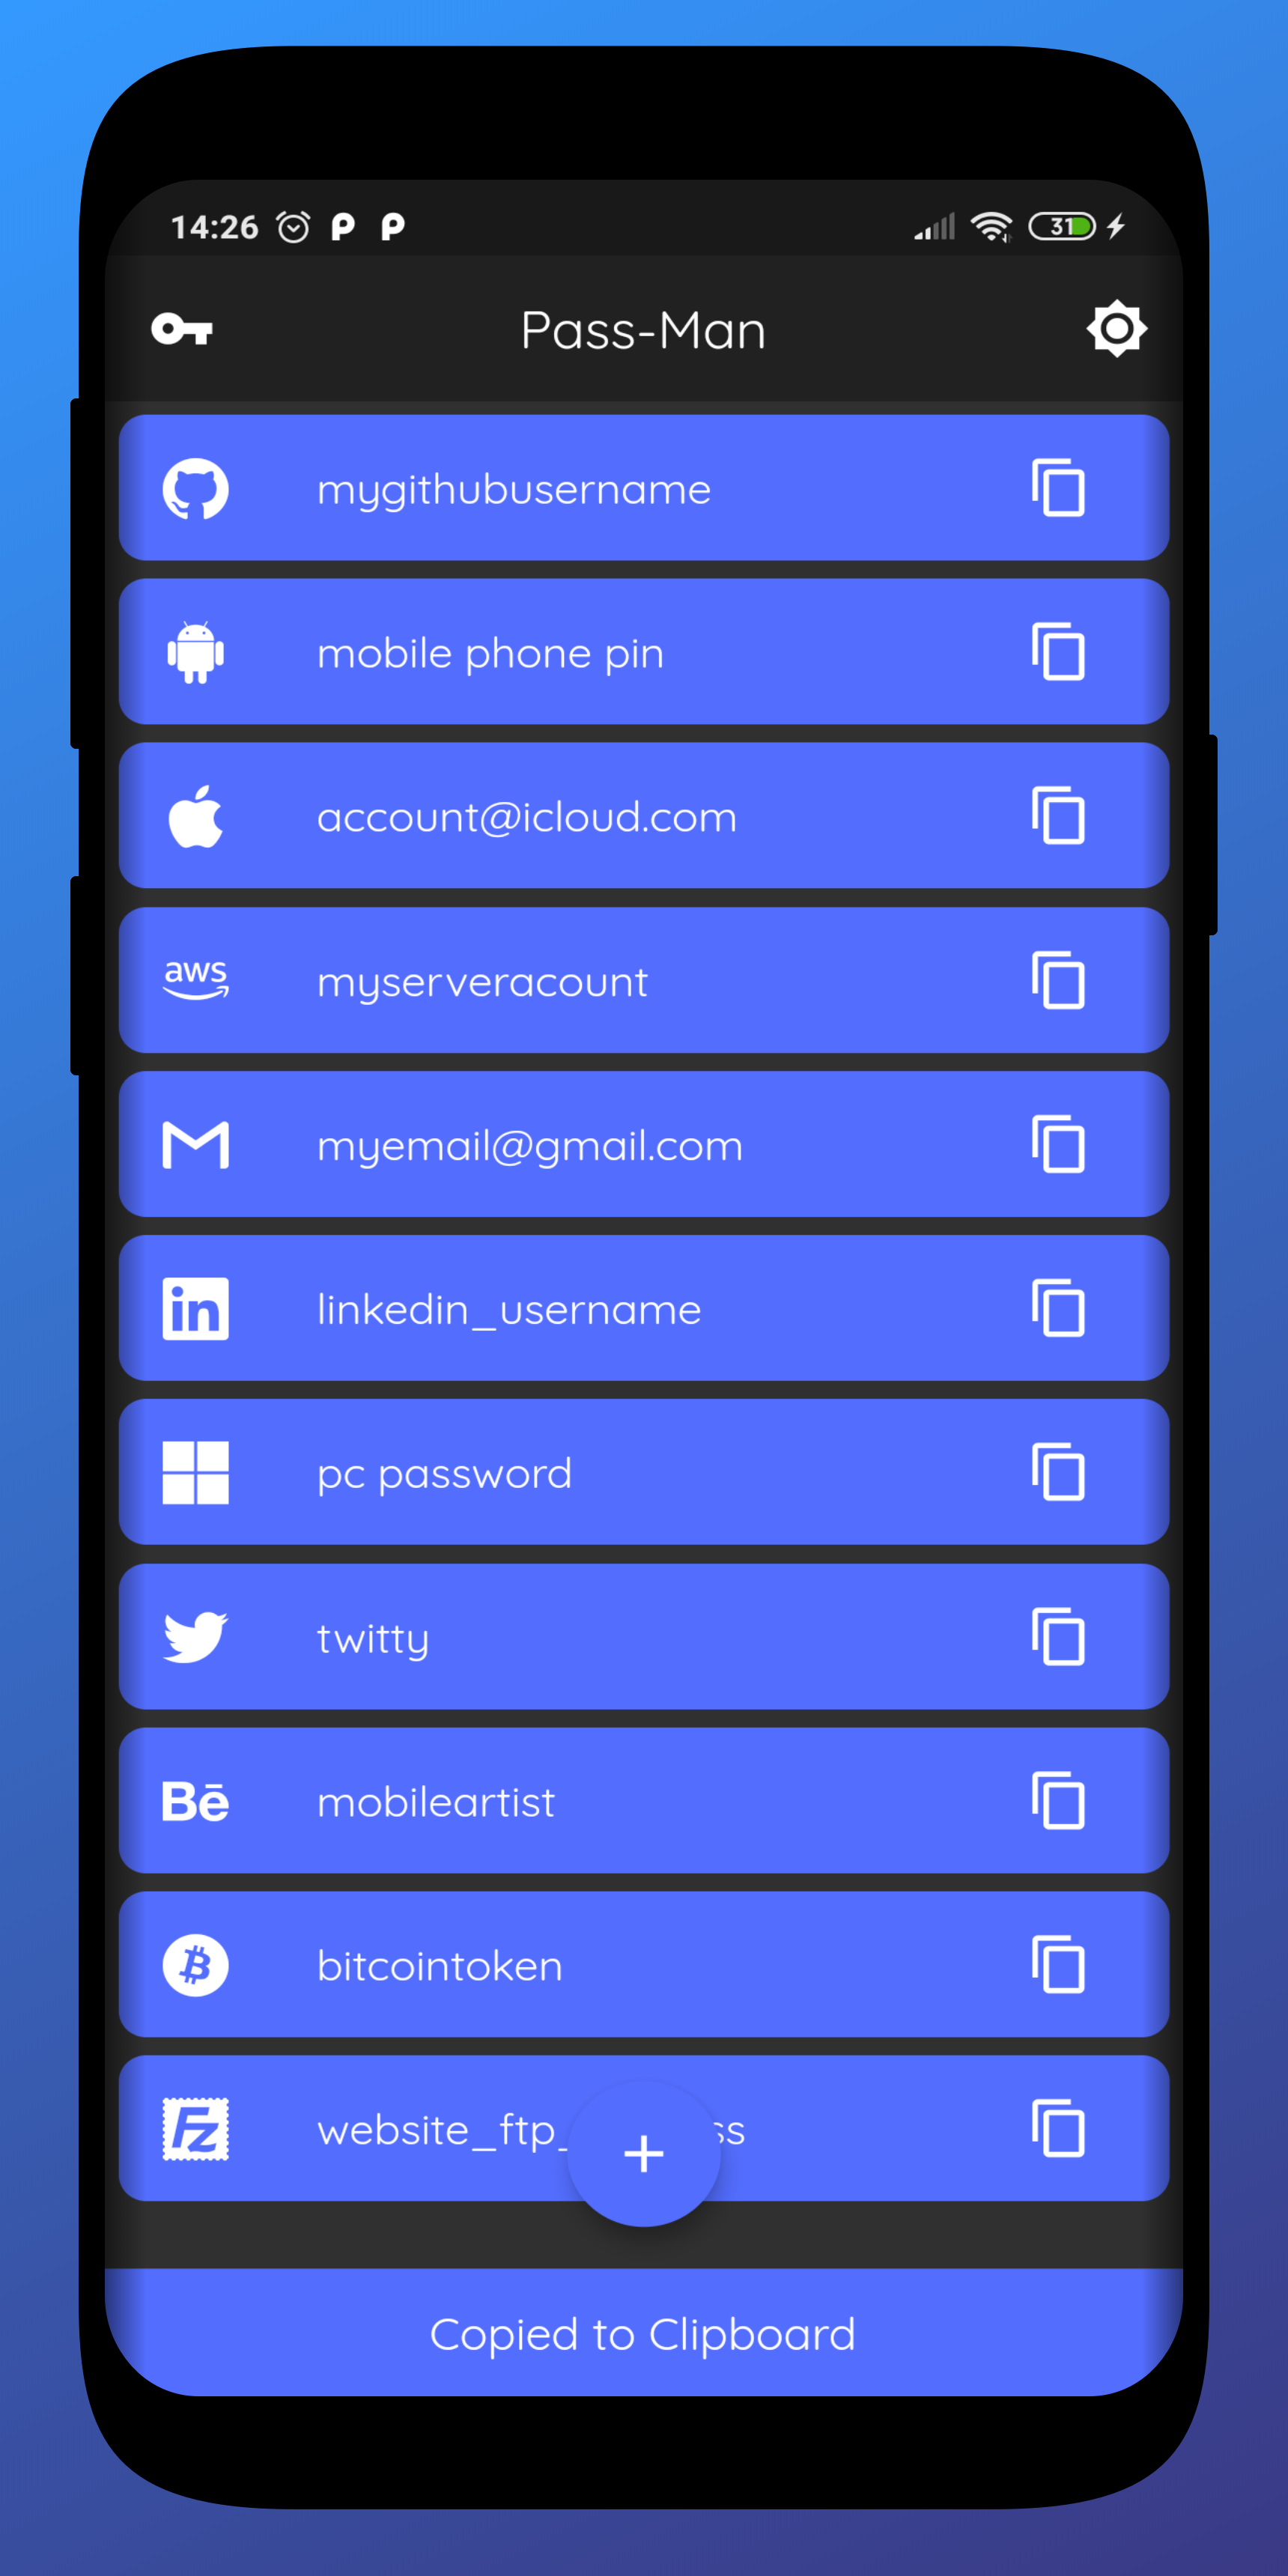 14:26 P P 31
Pass-Man
mygithubusername
mobile phone pin
account@icloud.com
aws myserveracount
myemail@gmail.com
in linkedin_username
pc password
twitty
Bē mobileartist
B bitcointoken
Fz website_ftp_ ss
+
Copied to Clipboard